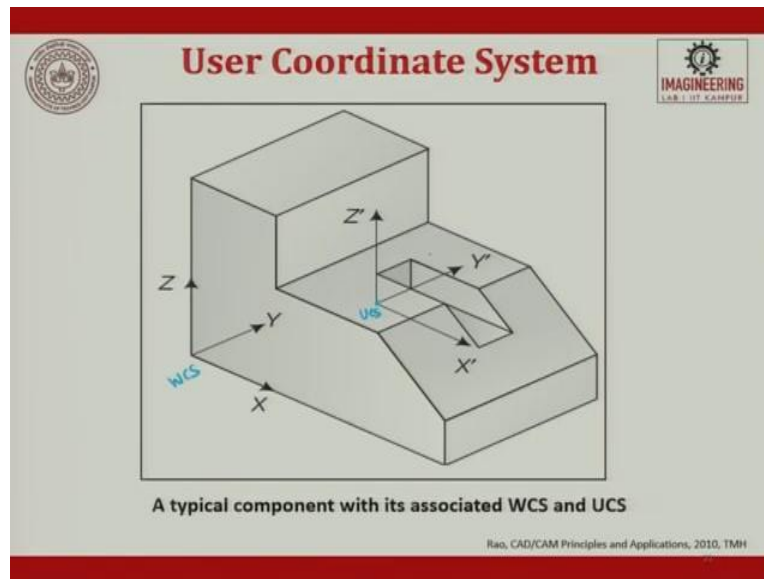 User Coordinate System
IMAGINEERING
LAB | IIT KANPUR
Z'
Y'
Z
UCS
Y
X'
WCS
X
A typical component with its associated WCS and UCS
Rao, CAD/CAM Principles and Applications, 2010, TMH